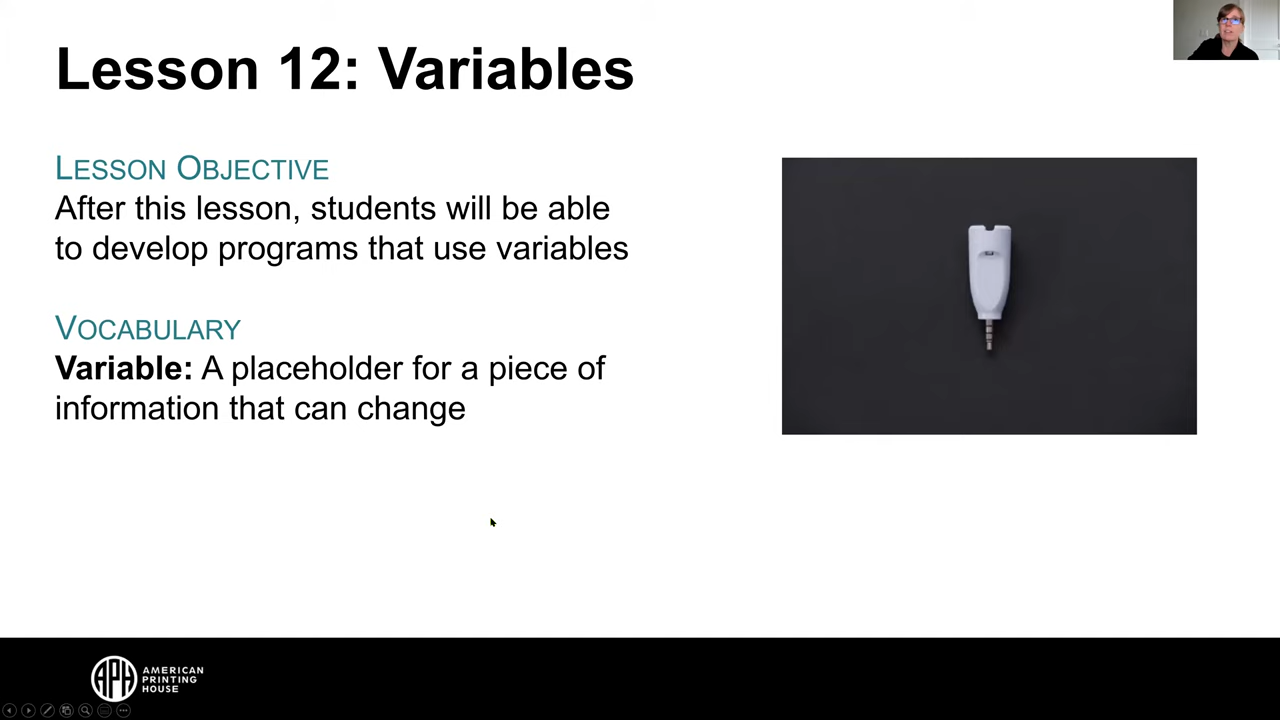 Lesson 12: Variables
LESSON OBJECTIVE
After this lesson, students will be able
to develop programs that use variables
VOCABULARY
Variable: A placeholder for a piece of
information that can change
APH
AMERICAN
PRINTING
HOUSE